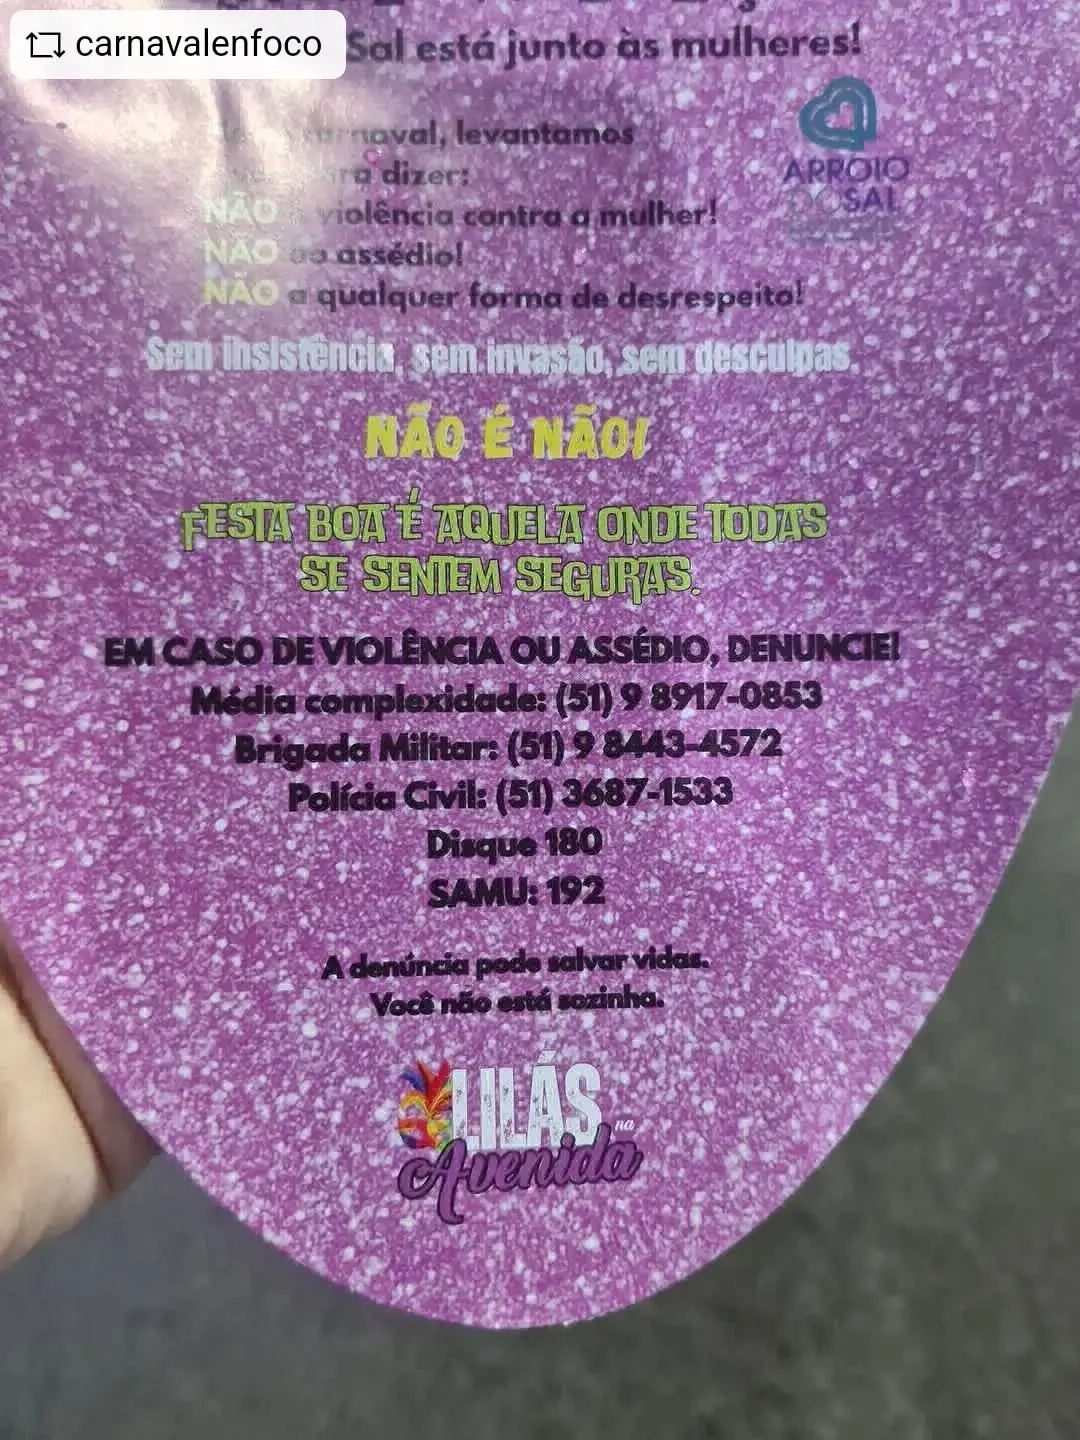 carnavalenfoco
Sal está junto às mulheres!
carnaval, levantamos
dizer:
NÃO violência contra a mulher!
NÃO ao assédio!
NÃO a qualquer forma de desrespeito!
ARROIO
DO SAL
Sem insistência, sem invasão, sem desculpas.
NÃO É NÃO!
FESTA BOA É AQUELA ONDE TODAS
SE SENTEM SEGURAS.
EM CASO DE VIOLÊNCIA OU ASSÉDIO, DENUNCIE!
Média complexidade: (51) 9 8917-0853
Brigada Militar: (51) 9 8443-4572
Polícia Civil: (51) 3687-1533
Disque 180
SAMU: 192
A denúncia pode salvar vidas.
Você não está sozinha.
LILÁS
na
Avenida